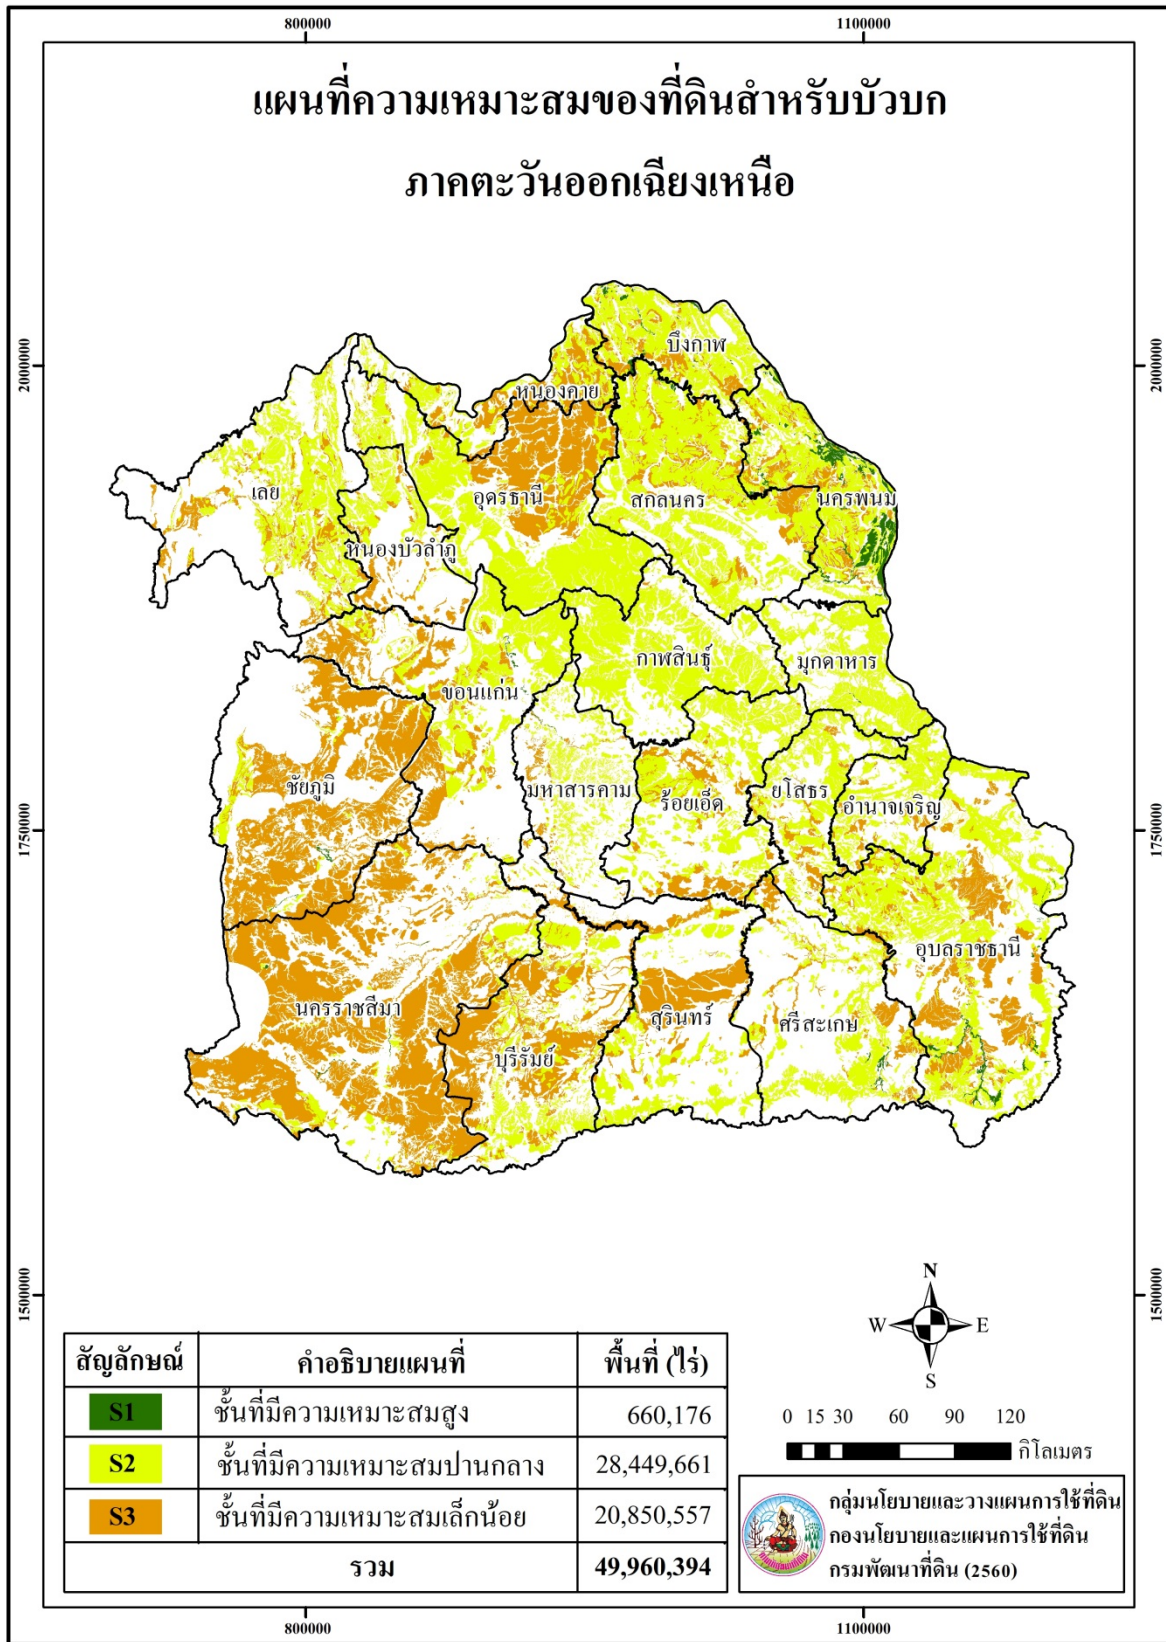 800000 1100000
แผนที่ความเหมาะสมของที่ดินสำหรับบัวบก
ภาคตะวันออกเฉียงเหนือ
2000000 2000000
บึงกาฬ
หนองคาย
เลย
อุดรธานี
สกลนคร
นครพนม
หนองบัวลำภู
กาฬสินธุ์
มุกดาหาร
ขอนแก่น
ชัยภูมิ
มหาสารคาม
ร้อยเอ็ด
ยโสธร
อำนาจเจริญ
1750000 1750000
อุบลราชธานี
นครราชสีมา
สุรินทร์
ศรีสะเกษ
บุรีรัมย์
1500000 1500000
N
W E
S
สัญลักษณ์ คำอธิบายแผนที่ พื้นที่ (ไร่)
S1 ชั้นที่มีความเหมาะสมสูง 660,176
S2 ชั้นที่มีความเหมาะสมปานกลาง 28,449,661
S3 ชั้นที่มีความเหมาะสมเล็กน้อย 20,850,557
รวม 49,960,394
0 15 30 60 90 120
กิโลเมตร
กลุ่มนโยบายและวางแผนการใช้ที่ดิน
กองนโยบายและแผนการใช้ที่ดิน
กรมพัฒนาที่ดิน (2560)
800000 1100000